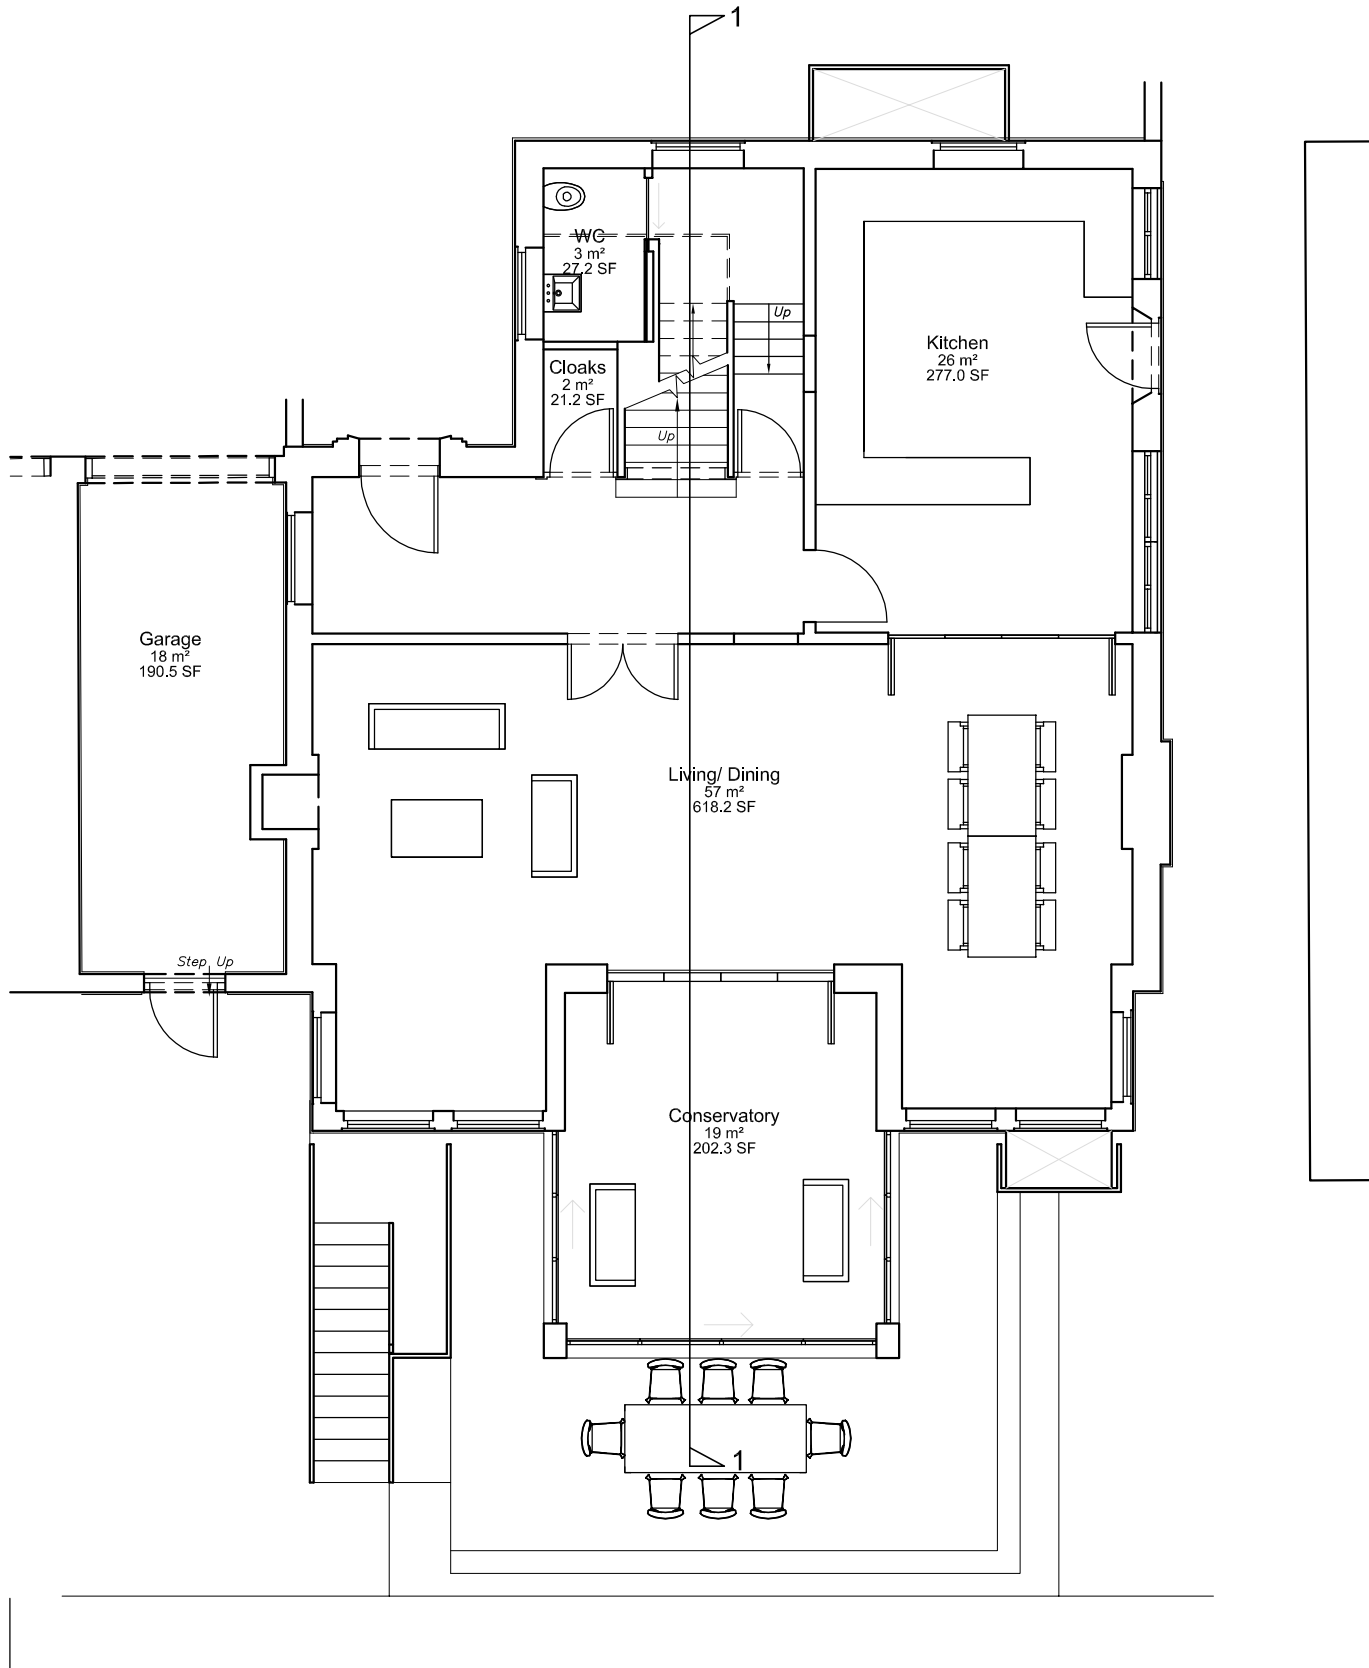 1
WC
3 m²
27.2 SF
Up
Kitchen
26 m²
277.0 SF
Cloaks
2 m²
21.2 SF
Up
Garage
18 m²
190.5 SF
Living/ Dining
57 m²
618.2 SF
Step Up
Conservatory
19 m²
202.3 SF
1